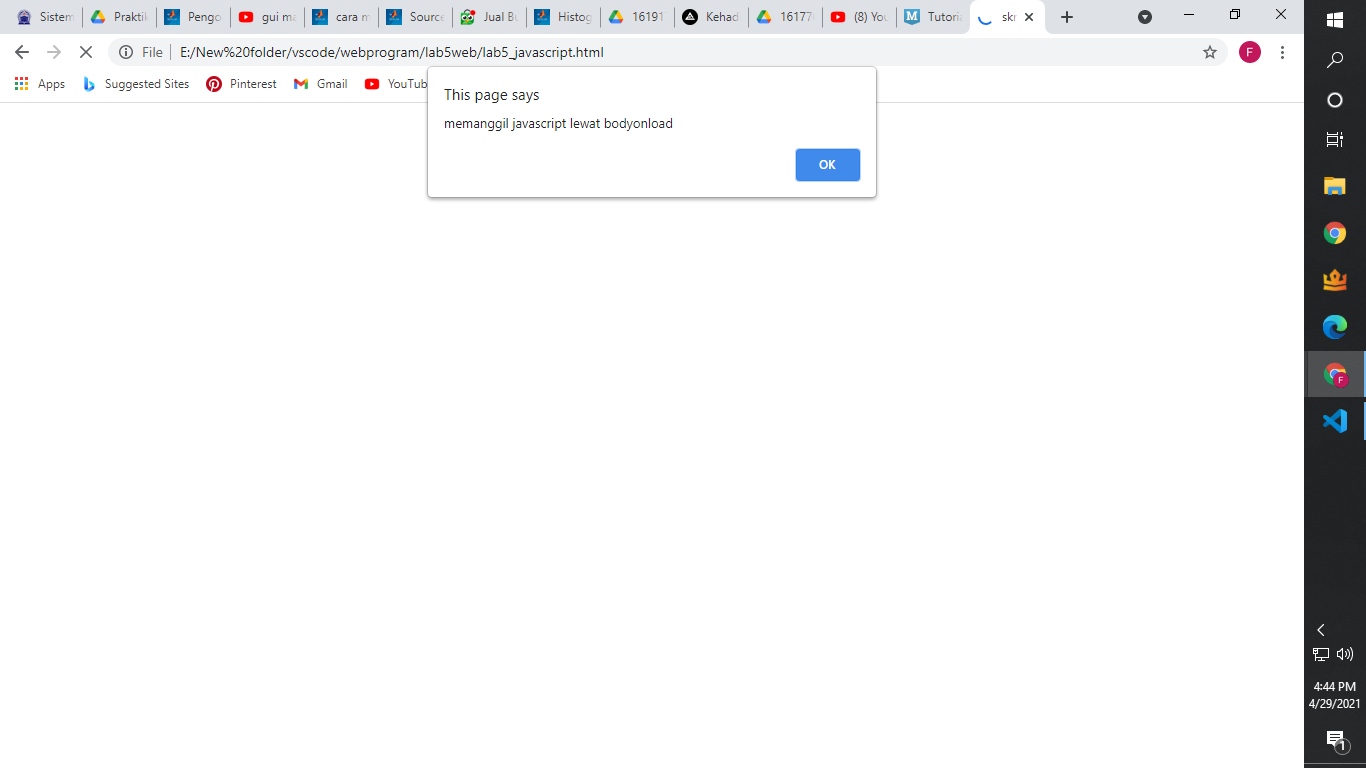 Sistem
Praktik
Pengo
gui ma
cara m
Source
Jual Bu
Histog
16191
Kehad
16177
(8) You
Tutoria
skr
File
E:/New%20folder/vscode/webprogram/lab5web/lab5_javascript.html
F
Apps
Suggested Sites
Pinterest
Gmail
YouTub
This page says
memanggil javascript lewat bodyonload
OK
4:44 PM
4/29/2021
1